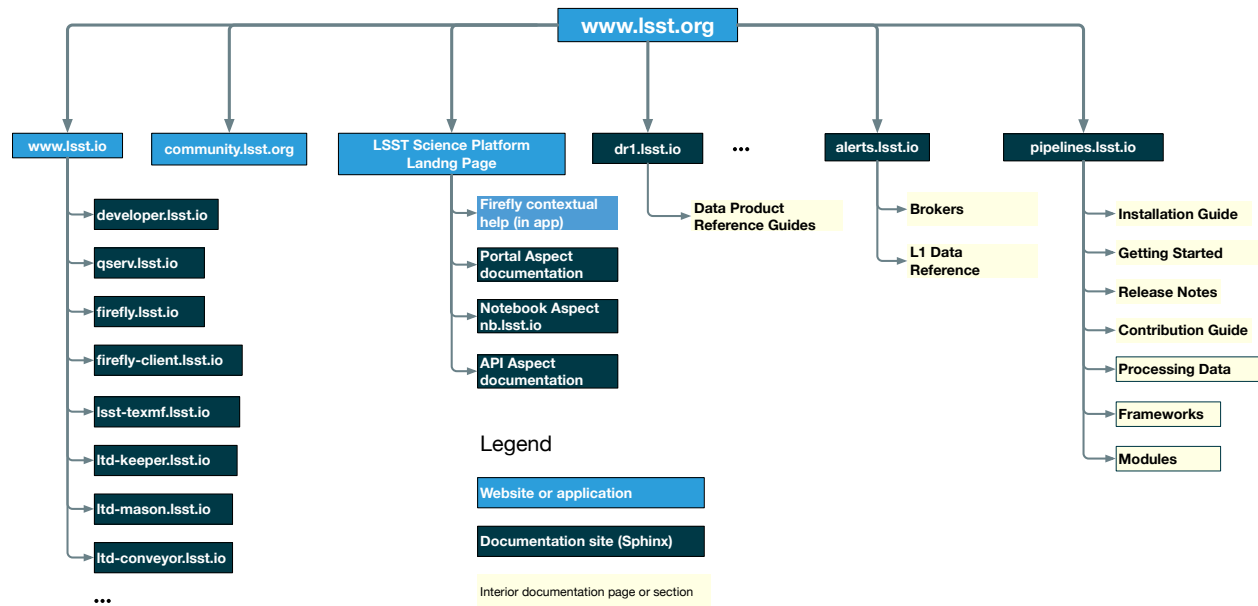 www.lsst.org
www.lsst.io
community.lsst.org
LSST Science Platform
Landng Page
dr1.lsst.io
...
alerts.lsst.io
pipelines.lsst.io
developer.lsst.io
qserv.lsst.io
firefly.lsst.io
firefly-client.lsst.io
lsst-texmf.lsst.io
ltd-keeper.lsst.io
ltd-mason.lsst.io
ltd-conveyor.lsst.io
...
Firefly contextual
help (in app)
Portal Aspect
documentation
Notebook Aspect
nb.lsst.io
API Aspect
documentation
Data Product
Reference Guides
Brokers
L1 Data
Reference
Installation Guide
Getting Started
Release Notes
Contribution Guide
Processing Data
Frameworks
Modules
Legend
Website or application
Documentation site (Sphinx)
Interior documentation page or section